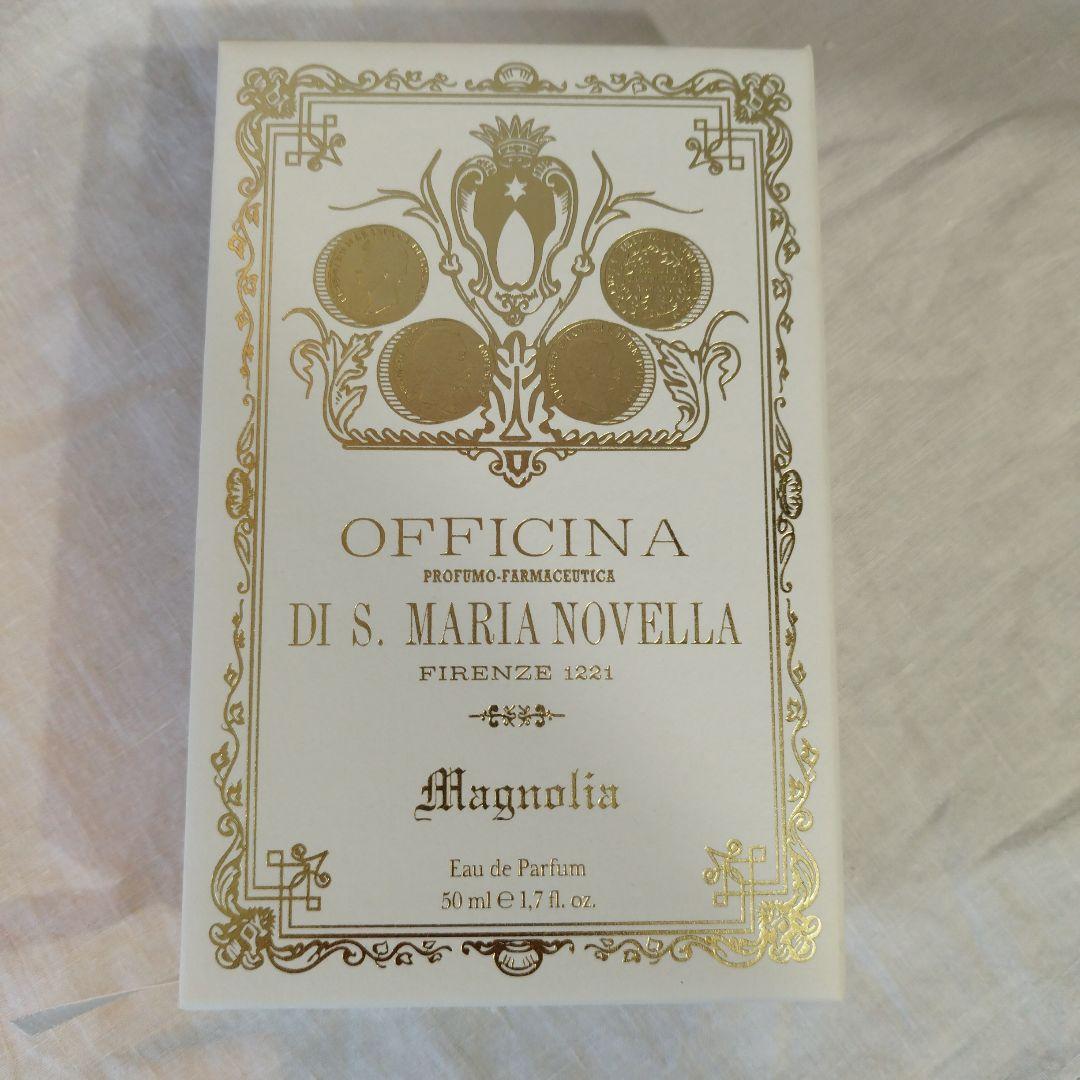 OFFICINA
PROFUMO-FARMACEUTICA
DI S. MARIA NOVELLA
FIRENZE 1221
Magnolia
Eau de Parfum
50 ml ℮ 1,7 fl. oz.